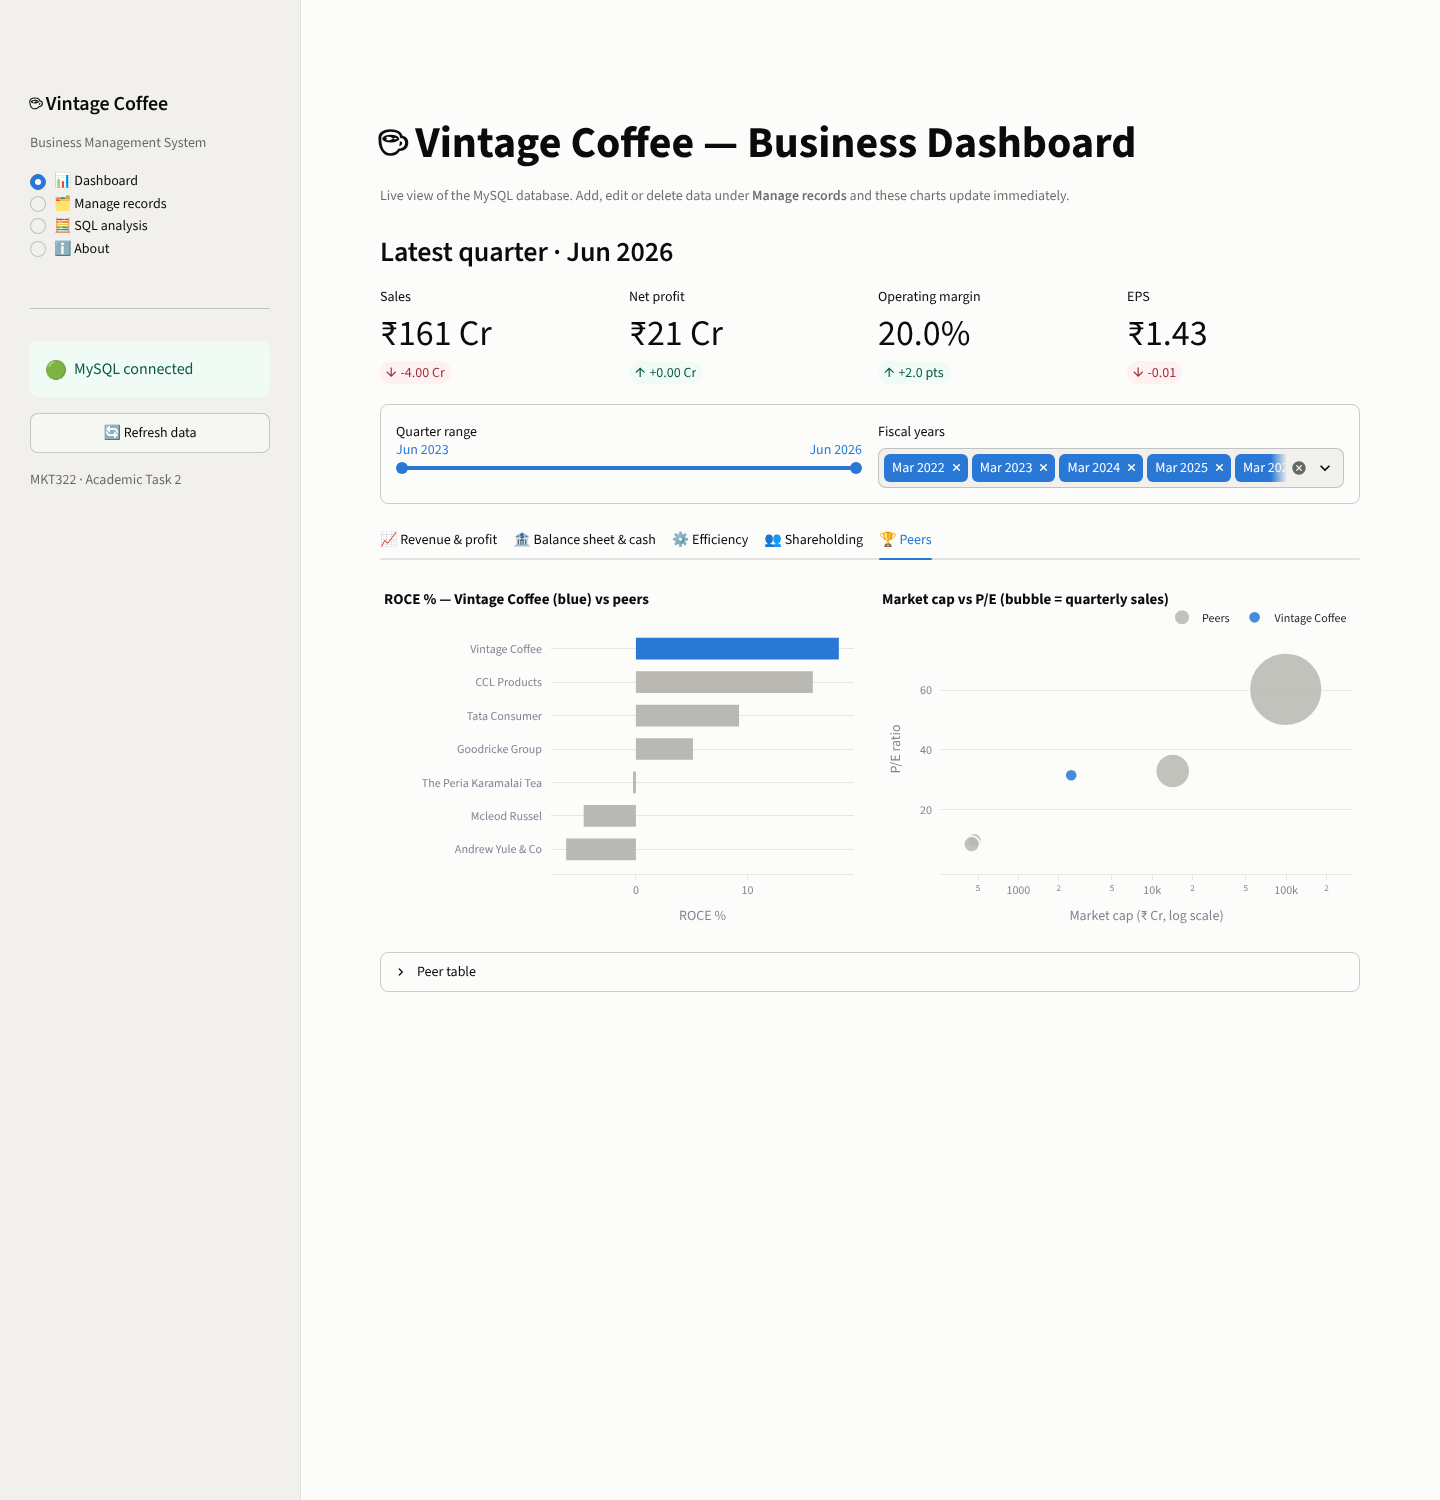 Vintage Coffee
Business Management System
Dashboard
Manage records
SQL analysis
About
MySQL connected
Refresh data
MKT322 · Academic Task 2
Vintage Coffee — Business Dashboard
Live view of the MySQL database. Add, edit or delete data under Manage records and these charts update immediately.
Latest quarter · Jun 2026
Sales
₹161 Cr
↓ -4.00 Cr
Net profit
₹21 Cr
↑ +0.00 Cr
Operating margin
20.0%
↑ +2.0 pts
EPS
₹1.43
↓ -0.01
Quarter range
Jun 2023 Jun 2026
Fiscal years
Mar 2022 Mar 2023 Mar 2024 Mar 2025 Mar 202
Revenue & profit Balance sheet & cash Efficiency Shareholding Peers
ROCE % — Vintage Coffee (blue) vs peers
Vintage Coffee
CCL Products
Tata Consumer
Goodricke Group
The Peria Karamalai Tea
Mcleod Russel
Andrew Yule & Co
0 10
ROCE %
Market cap vs P/E (bubble = quarterly sales)
Peers Vintage Coffee
60
40
20
P/E ratio
5 1000 2 5 10k 2 5 100k 2
Market cap (₹ Cr, log scale)
Peer table